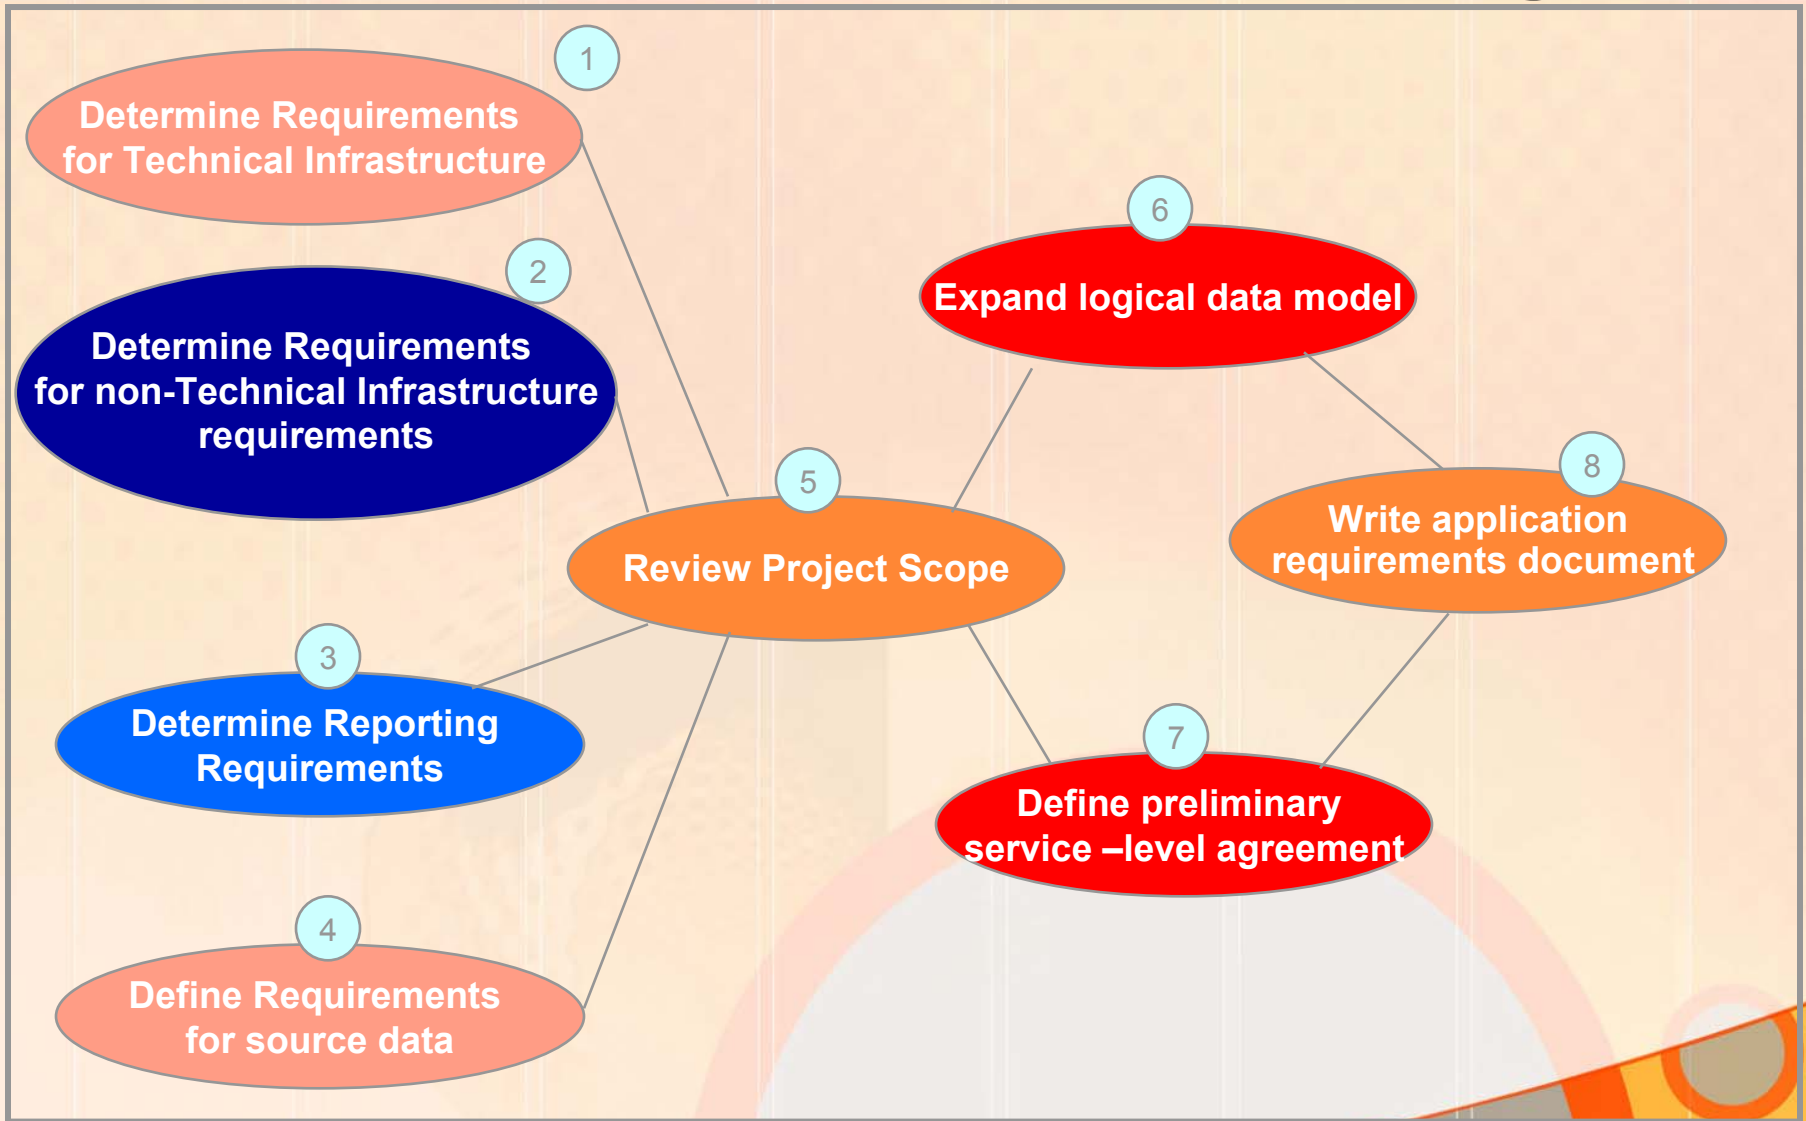 1
Determine Requirements
for Technical Infrastructure
2
Determine Requirements
for non-Technical Infrastructure
requirements
3
Determine Reporting
Requirements
4
Define Requirements
for source data
5
Review Project Scope
6
Expand logical data model
7
Define preliminary
service –level agreement
8
Write application
requirements document